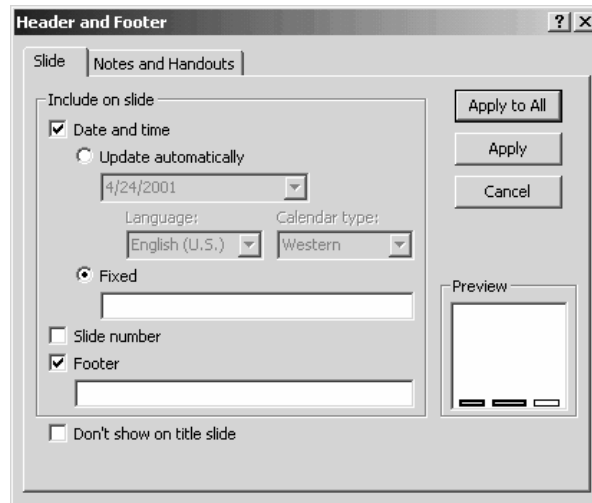 Header and Footer
Slide
Notes and Handouts
Include on slide
Date and time
Update automatically
4/24/2001
Language:
Calendar type:
English (U.S.)
Western
Fixed
Slide number
Footer
Don't show on title slide
Apply to All
Apply
Cancel
Preview